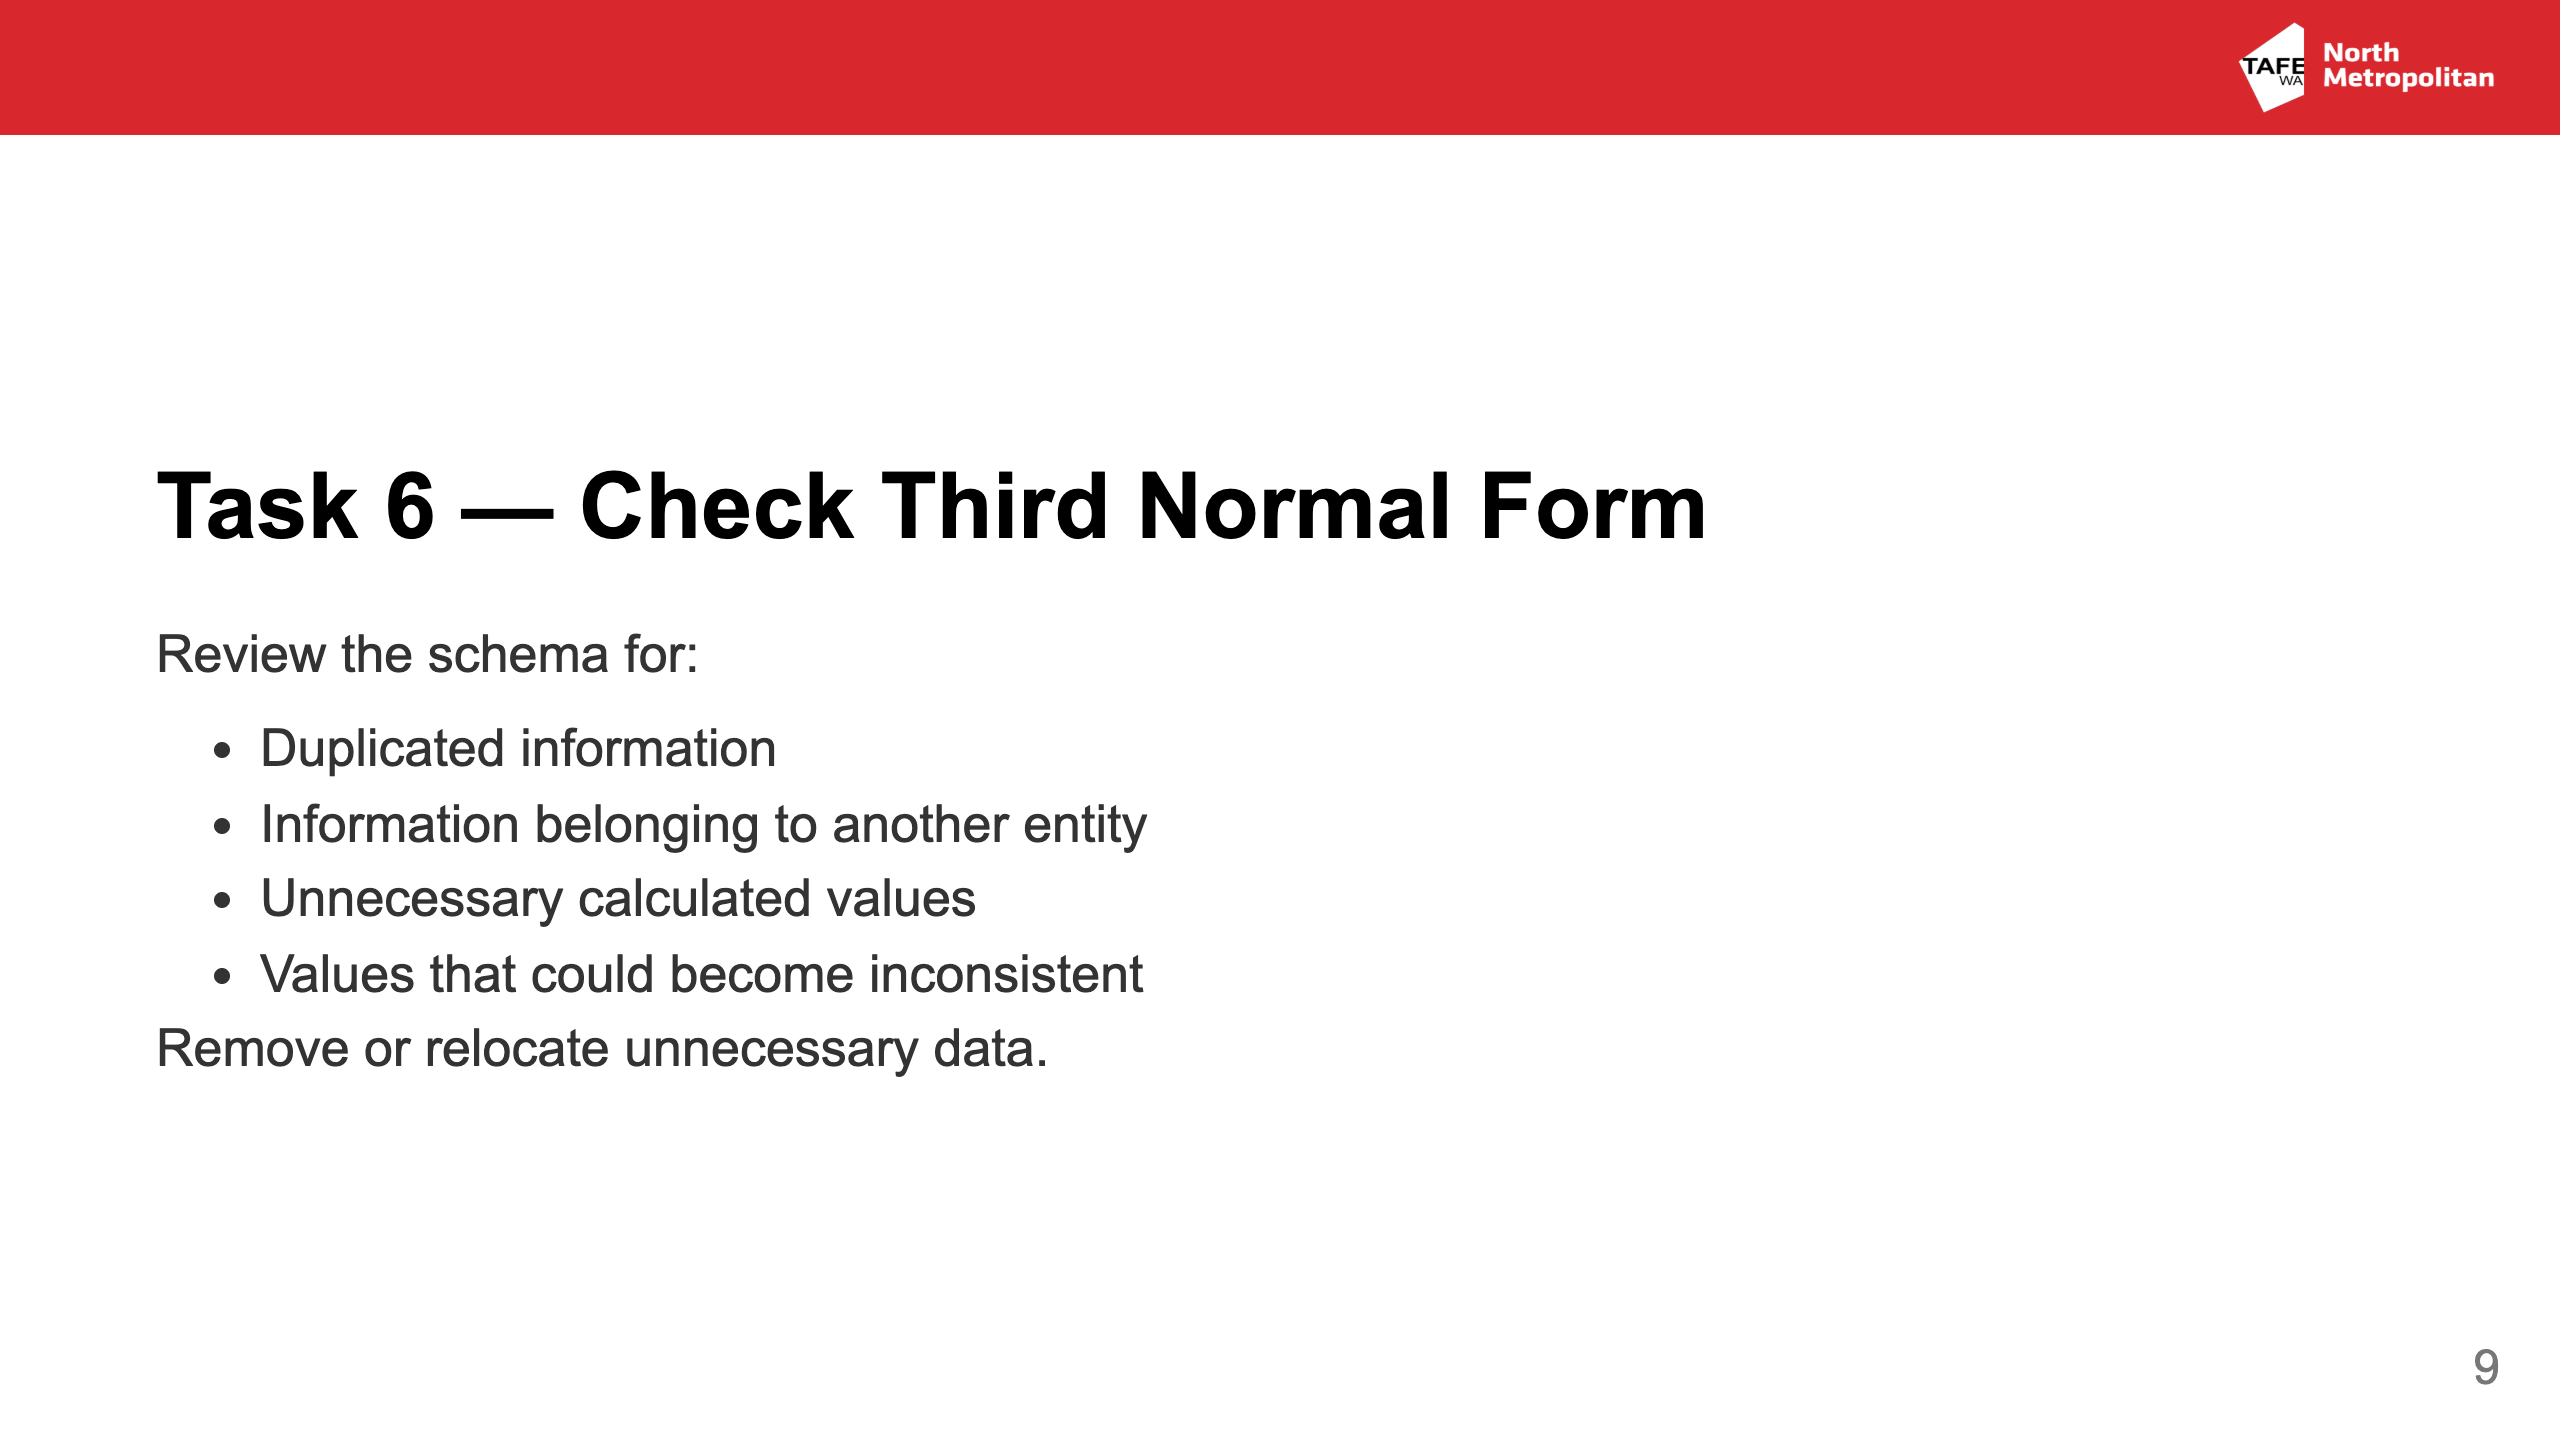 TAFE
WA
North
Metropolitan
Task 6 — Check Third Normal Form
Review the schema for:
• Duplicated information
• Information belonging to another entity
• Unnecessary calculated values
• Values that could become inconsistent
Remove or relocate unnecessary data.
9